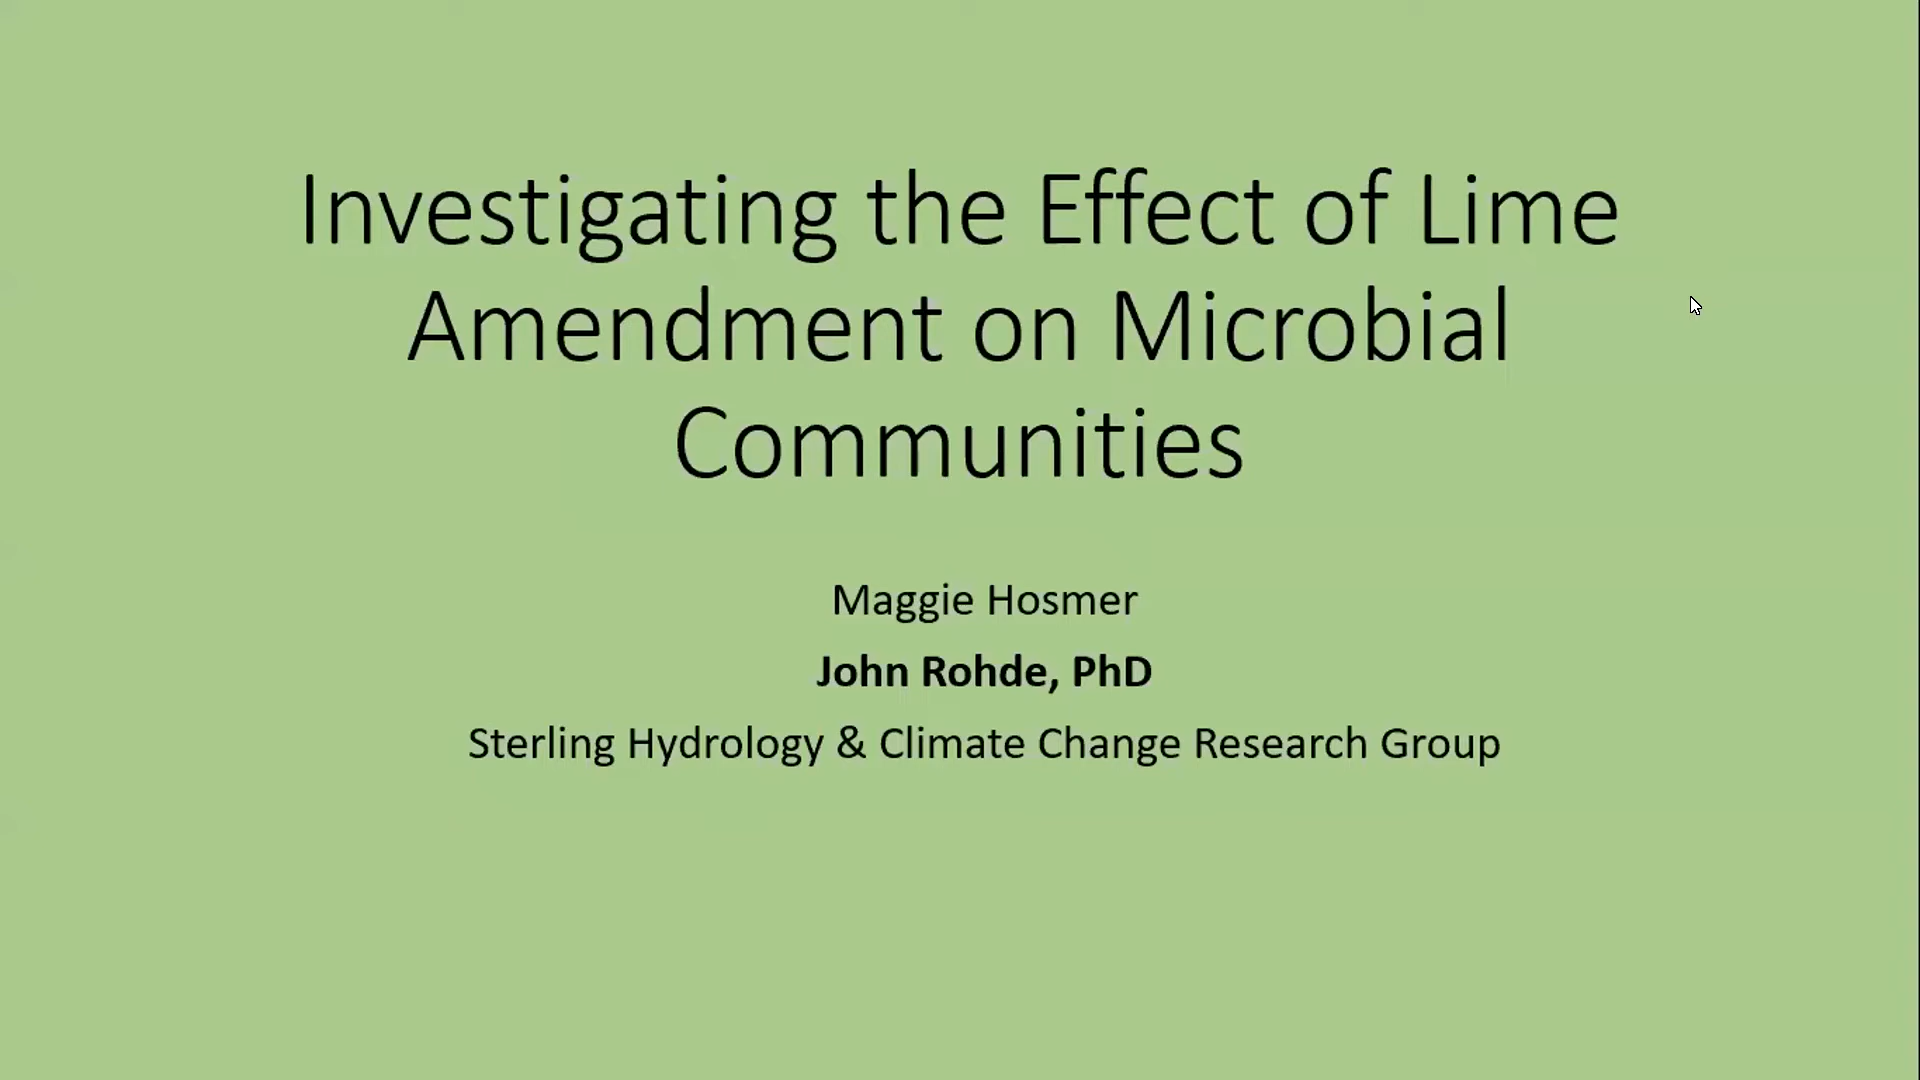 Investigating the Effect of Lime
Amendment on Microbial
Communities
Maggie Hosmer
John Rohde, PhD
Sterling Hydrology & Climate Change Research Group